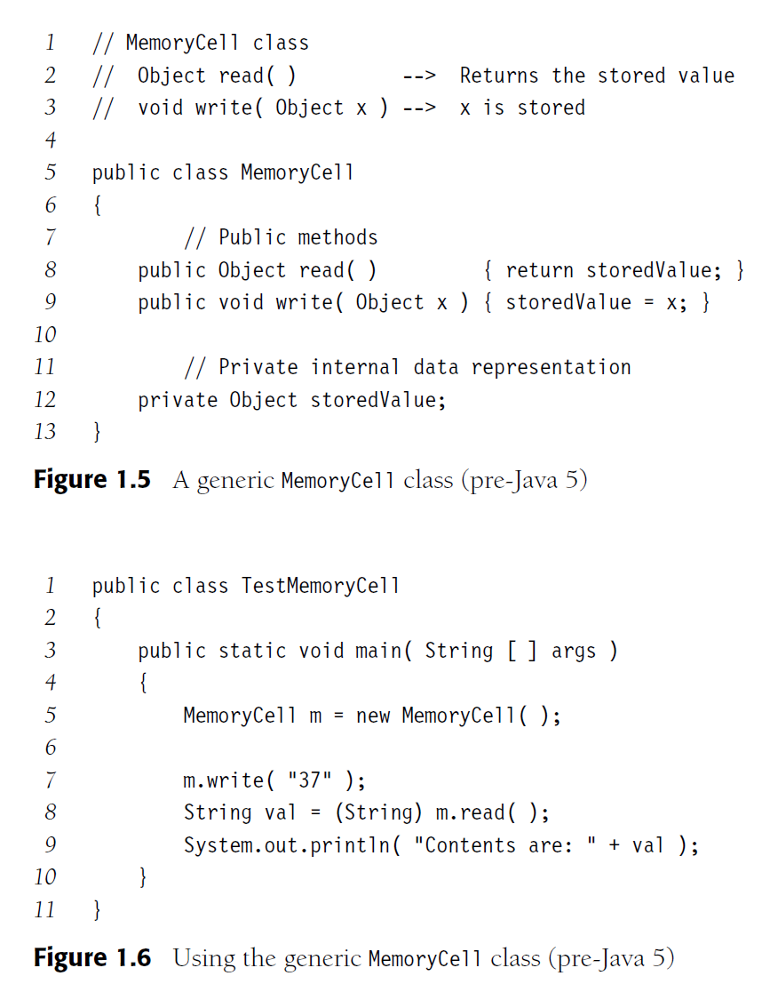 1 // MemoryCell class
2 //  Object read( )         -->  Returns the stored value
3 //  void write( Object x ) -->  x is stored
4
5 public class MemoryCell
6 {
7         // Public methods
8     public Object read( )         { return storedValue; }
9     public void write( Object x ) { storedValue = x; }
10
11         // Private internal data representation
12     private Object storedValue;
13 }
Figure 1.5 A generic MemoryCell class (pre-Java 5)
1 public class TestMemoryCell
2 {
3     public static void main( String [ ] args )
4     {
5         MemoryCell m = new MemoryCell( );
6
7         m.write( "37" );
8         String val = (String) m.read( );
9         System.out.println( "Contents are: " + val );
10     }
11 }
Figure 1.6 Using the generic MemoryCell class (pre-Java 5)